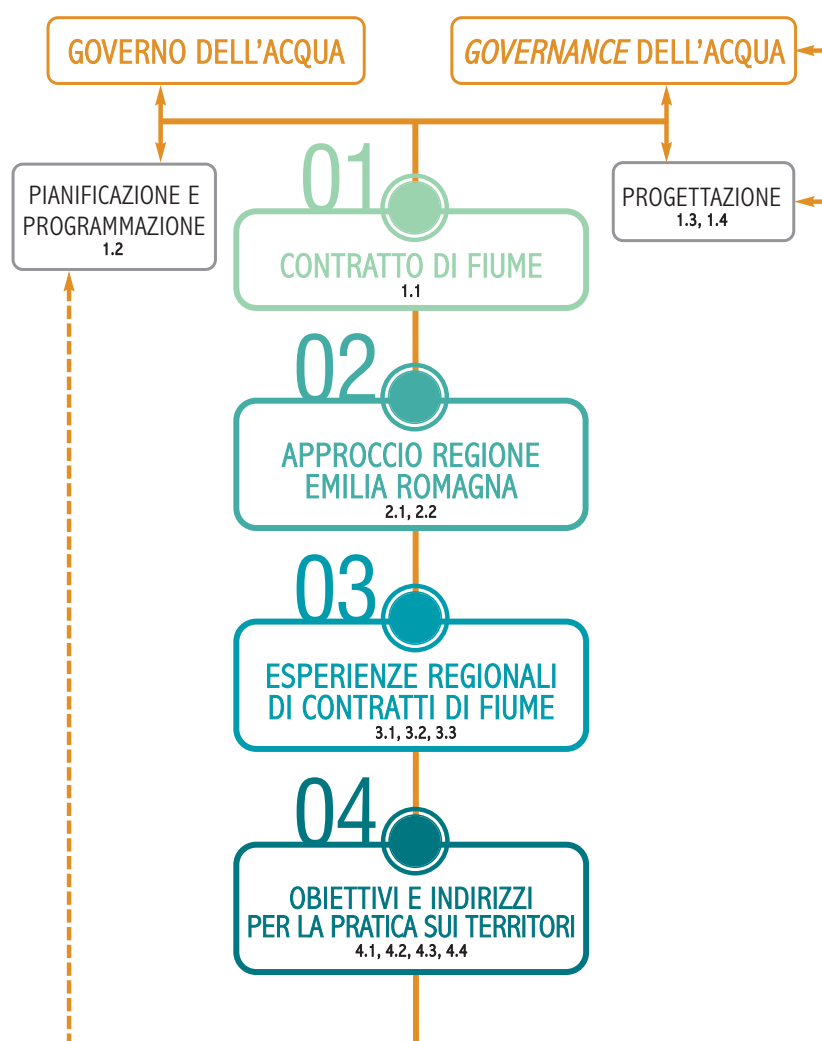 GOVERNO DELL'ACQUA
GOVERNANCE DELL'ACQUA
PIANIFICAZIONE E
PROGRAMMAZIONE
1.2
PROGETTAZIONE
1.3, 1.4
01
CONTRATTO DI FIUME
1.1
02
APPROCCIO REGIONE
EMILIA ROMAGNA
2.1, 2.2
03
ESPERIENZE REGIONALI
DI CONTRATTI DI FIUME
3.1, 3.2, 3.3
04
OBIETTIVI E INDIRIZZI
PER LA PRATICA SUI TERRITORI
4.1, 4.2, 4.3, 4.4